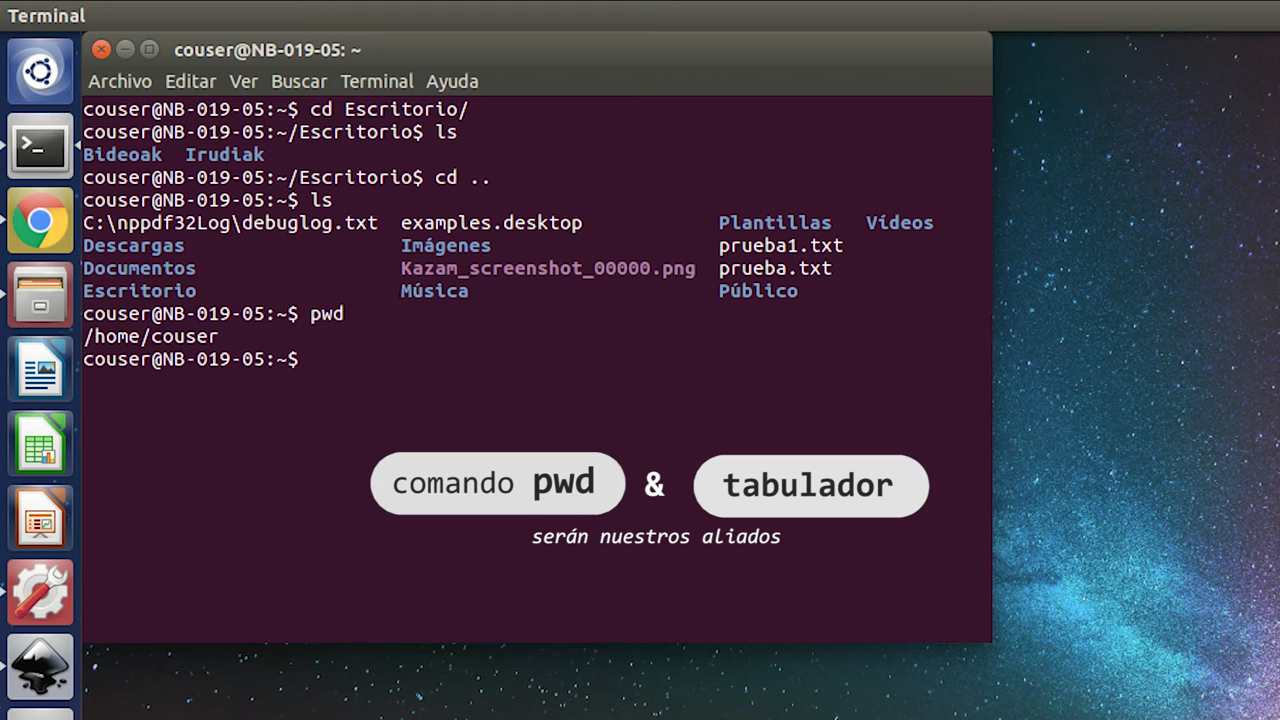 Terminal
couser@NB-019-05: ~
Archivo Editar Ver Buscar Terminal Ayuda
couser@NB-019-05:~$ cd Escritorio/
couser@NB-019-05:~/Escritorio$ ls
Bideoak Irudiak
couser@NB-019-05:~/Escritorio$ cd ..
couser@NB-019-05:~$ ls
C:\nppdf32Log\debuglog.txt examples.desktop Plantillas Vídeos
Descargas Imágenes prueba1.txt
Documentos Kazam_screenshot_00000.png prueba.txt
Escritorio Música Público
couser@NB-019-05:~$ pwd
/home/couser
couser@NB-019-05:~$
comando pwd & tabulador
serán nuestros aliados